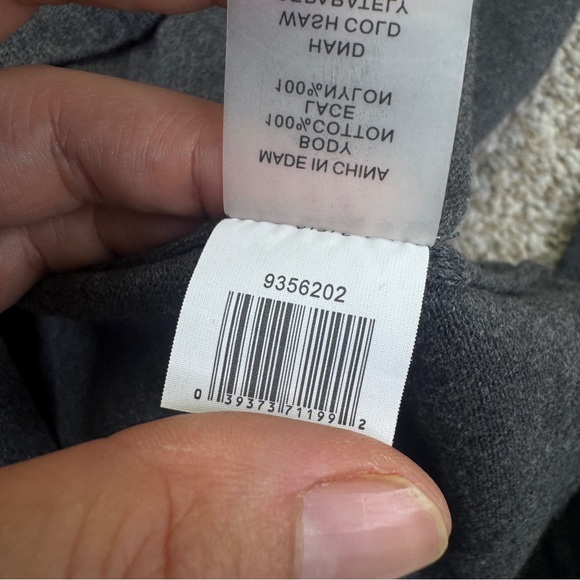 MADE IN CHINA
BODY
100%COTTON
LACE
100%NYLON
HAND
WASH COLD
SEPARATELY
9356202
0 39373 71199 2